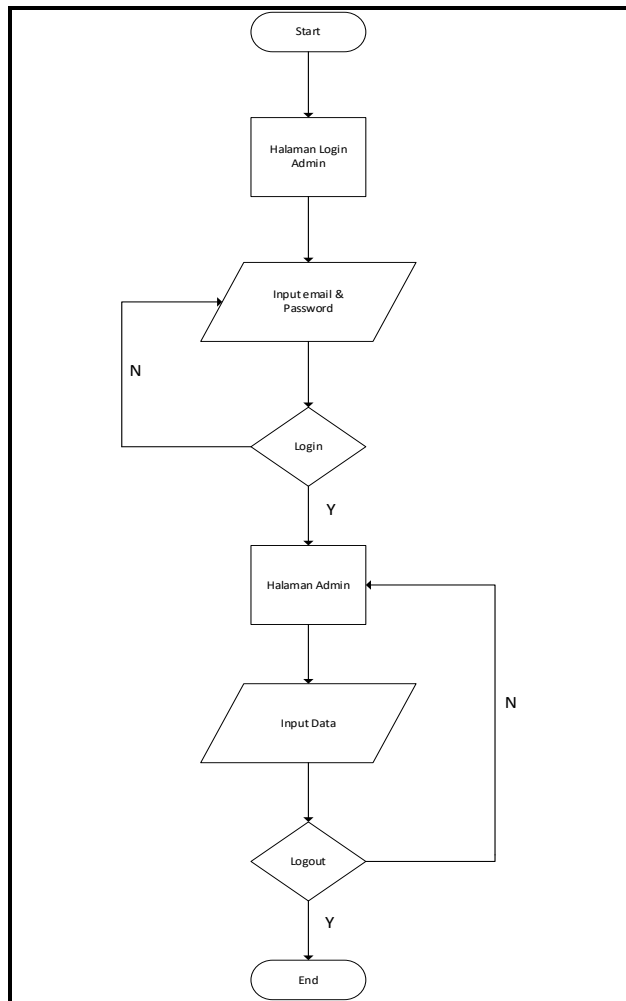 Start
Halaman Login
Admin
Input email &
Password
N
Login
Y
Halaman Admin
Input Data
N
Logout
Y
End